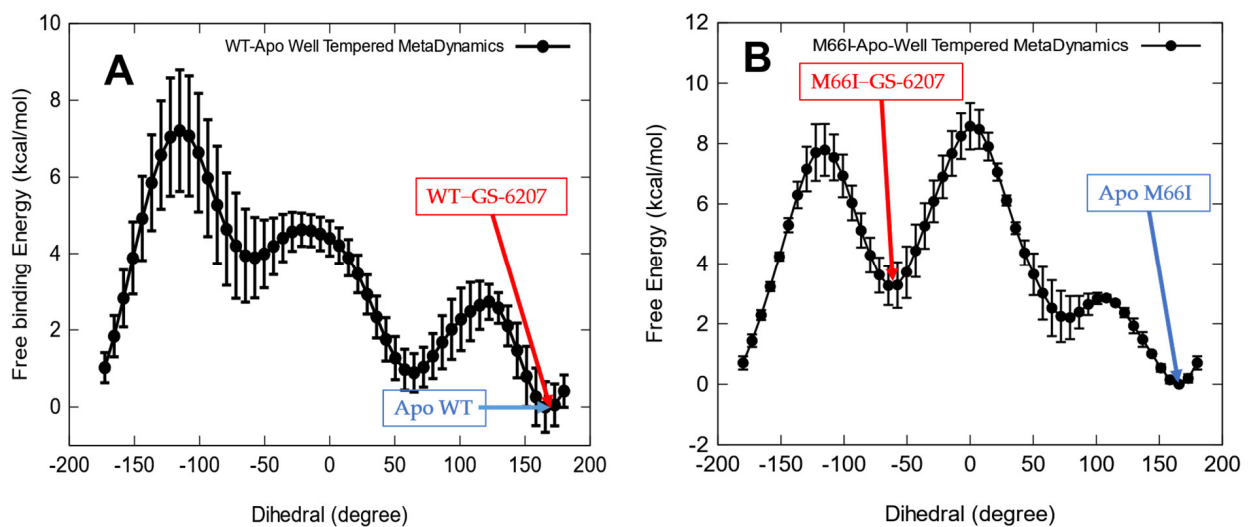 A
WT-Apo Well Tempered MetaDynamics
Free binding Energy (kcal/mol)
10
8
6
4
2
0
WT–GS-6207
Apo WT
-200 -150 -100 -50 0 50 100 150 200
Dihedral (degree)
B
M66I-Apo-Well Tempered MetaDynamics
Free Energy (kcal/mol)
12
10
8
6
4
2
0
-2
M66I–GS-6207
Apo M66I
-200 -150 -100 -50 0 50 100 150 200
Dihedral (degree)